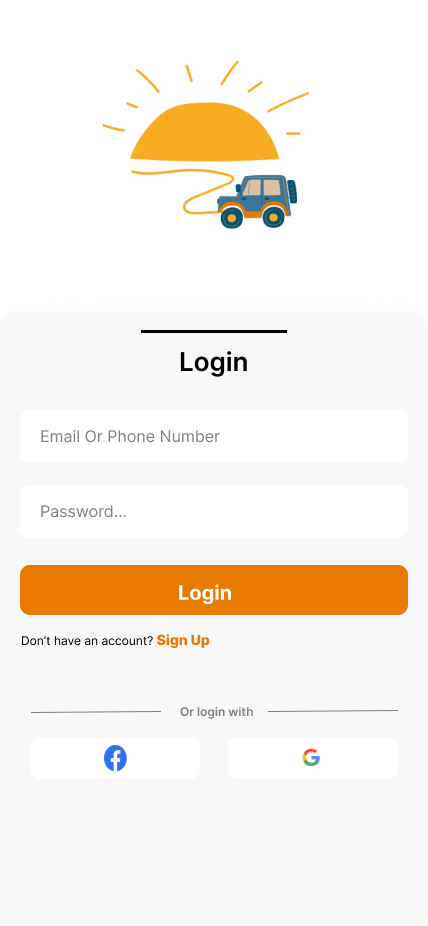 Login
Email Or Phone Number
Password...
Login
Don't have an account? Sign Up
Or login with